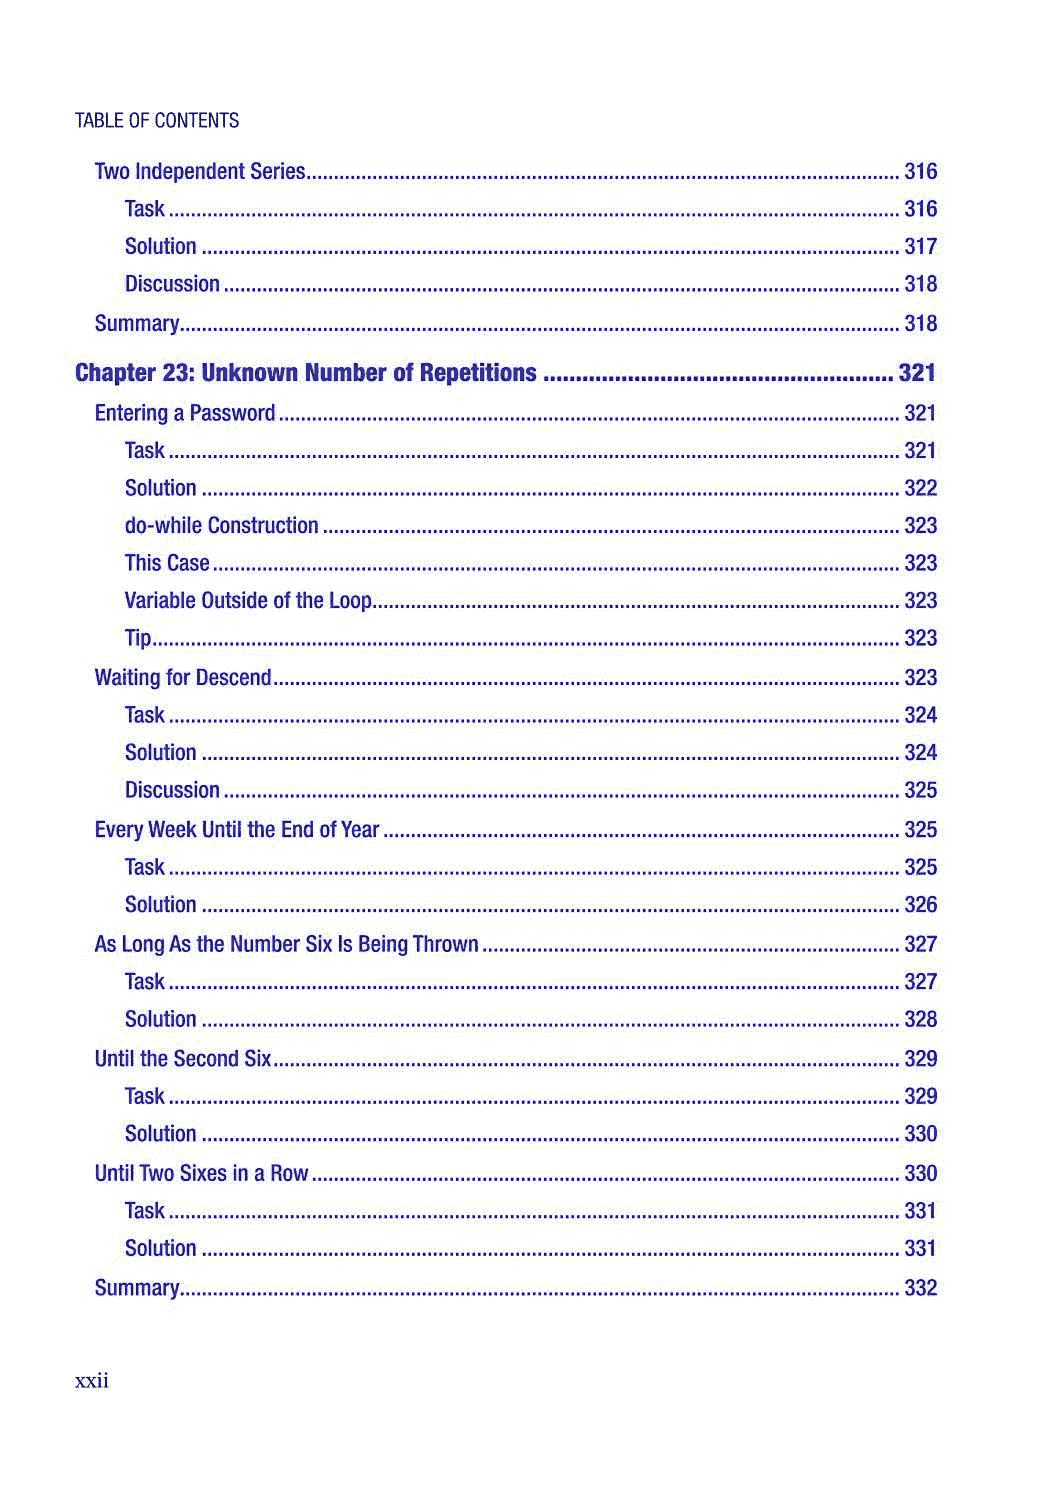 TABLE OF CONTENTS
Two Independent Series ... 316
Task ... 316
Solution ... 317
Discussion ... 318
Summary ... 318
Chapter 23: Unknown Number of Repetitions ... 321
Entering a Password ... 321
Task ... 321
Solution ... 322
do-while Construction ... 323
This Case ... 323
Variable Outside of the Loop ... 323
Tip ... 323
Waiting for Descend ... 323
Task ... 324
Solution ... 324
Discussion ... 325
Every Week Until the End of Year ... 325
Task ... 325
Solution ... 326
As Long As the Number Six Is Being Thrown ... 327
Task ... 327
Solution ... 328
Until the Second Six ... 329
Task ... 329
Solution ... 330
Until Two Sixes in a Row ... 330
Task ... 331
Solution ... 331
Summary ... 332
xxii